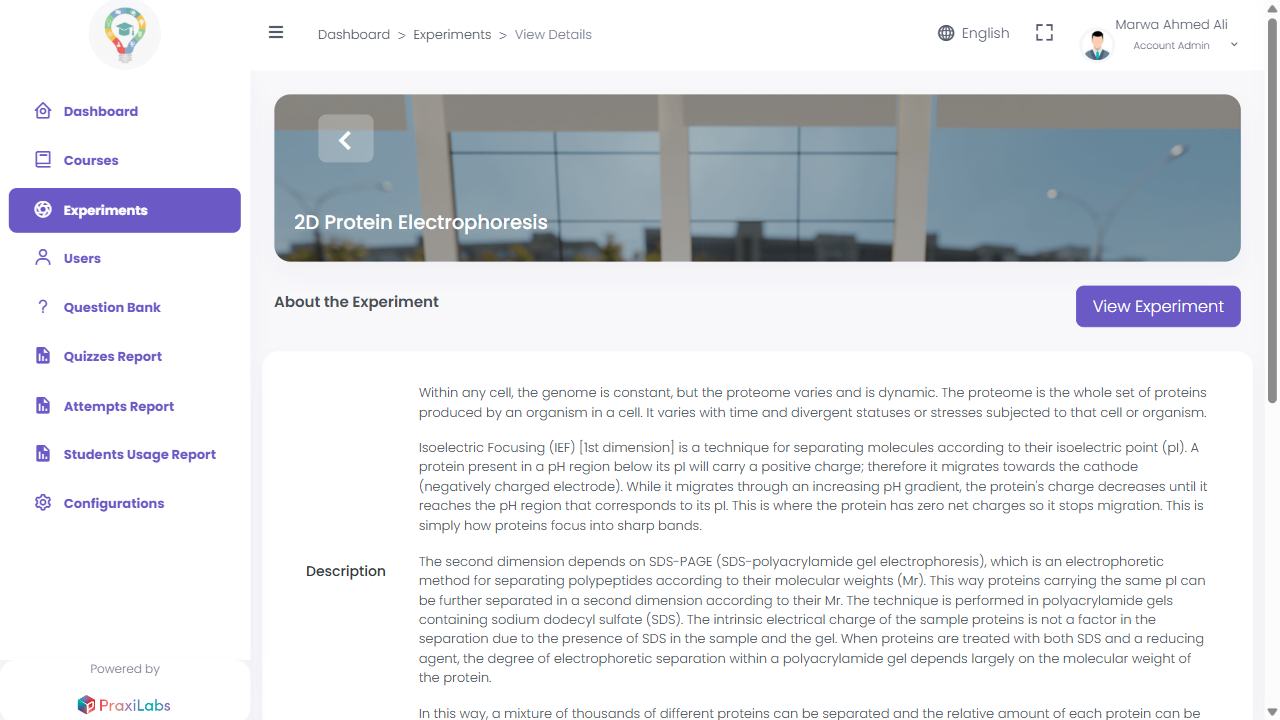 Dashboard > Experiments > View Details
English
Marwa Ahmed Ali
Account Admin
Dashboard
Courses
Experiments
Users
Question Bank
Quizzes Report
Attempts Report
Students Usage Report
Configurations
Powered by
PraxiLabs
2D Protein Electrophoresis
About the Experiment
View Experiment
Description
Within any cell, the genome is constant, but the proteome varies and is dynamic. The proteome is the whole set of proteins
produced by an organism in a cell. It varies with time and divergent statuses or stresses subjected to that cell or organism.
Isoelectric Focusing (IEF) [1st dimension] is a technique for separating molecules according to their isoelectric point (pI). A
protein present in a pH region below its pI will carry a positive charge; therefore it migrates towards the cathode
(negatively charged electrode). While it migrates through an increasing pH gradient, the protein's charge decreases until it
reaches the pH region that corresponds to its pI. This is where the protein has zero net charges so it stops migration. This is
simply how proteins focus into sharp bands.
The second dimension depends on SDS-PAGE (SDS-polyacrylamide gel electrophoresis), which is an electrophoretic
method for separating polypeptides according to their molecular weights (Mr). This way proteins carrying the same pI can
be further separated in a second dimension according to their Mr. The technique is performed in polyacrylamide gels
containing sodium dodecyl sulfate (SDS). The intrinsic electrical charge of the sample proteins is not a factor in the
separation due to the presence of SDS in the sample and the gel. When proteins are treated with both SDS and a reducing
agent, the degree of electrophoretic separation within a polyacrylamide gel depends largely on the molecular weight of
the protein.
In this way, a mixture of thousands of different proteins can be separated and the relative amount of each protein can be